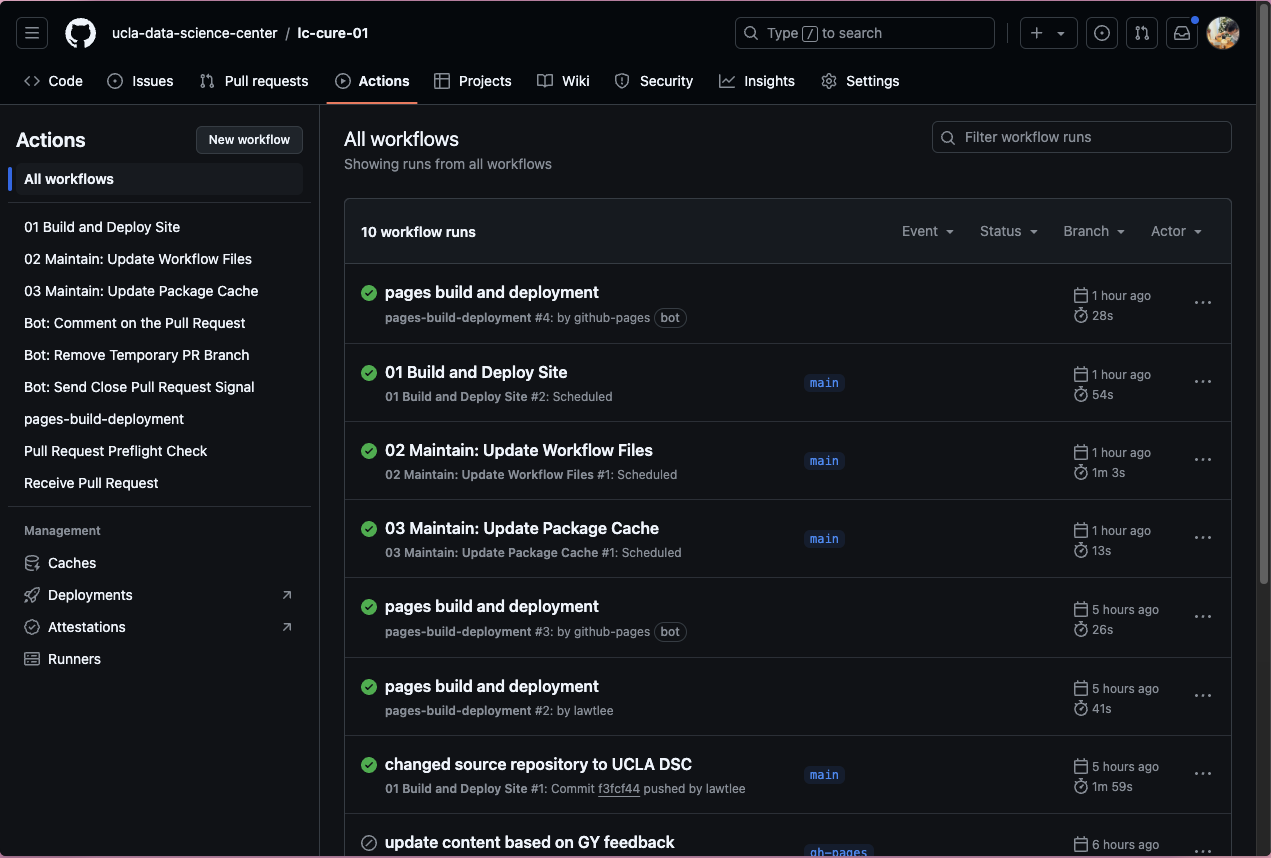 ucla-data-science-center / lc-cure-01
Type / to search
Code Issues Pull requests Actions Projects Wiki Security Insights Settings
Actions
New workflow
All workflows
01 Build and Deploy Site
02 Maintain: Update Workflow Files
03 Maintain: Update Package Cache
Bot: Comment on the Pull Request
Bot: Remove Temporary PR Branch
Bot: Send Close Pull Request Signal
pages-build-deployment
Pull Request Preflight Check
Receive Pull Request
Management
Caches
Deployments
Attestations
Runners
All workflows
Showing runs from all workflows
Filter workflow runs
10 workflow runs
Event Status Branch Actor
pages build and deployment
pages-build-deployment #4: by github-pages bot
1 hour ago
28s
01 Build and Deploy Site
01 Build and Deploy Site #2: Scheduled
main
1 hour ago
54s
02 Maintain: Update Workflow Files
02 Maintain: Update Workflow Files #1: Scheduled
main
1 hour ago
1m 3s
03 Maintain: Update Package Cache
03 Maintain: Update Package Cache #1: Scheduled
main
1 hour ago
13s
pages build and deployment
pages-build-deployment #3: by github-pages bot
5 hours ago
26s
pages build and deployment
pages-build-deployment #2: by lawtlee
5 hours ago
41s
changed source repository to UCLA DSC
01 Build and Deploy Site #1: Commit f3fcf44 pushed by lawtlee
main
5 hours ago
1m 59s
update content based on GY feedback
gh-pages
6 hours ago